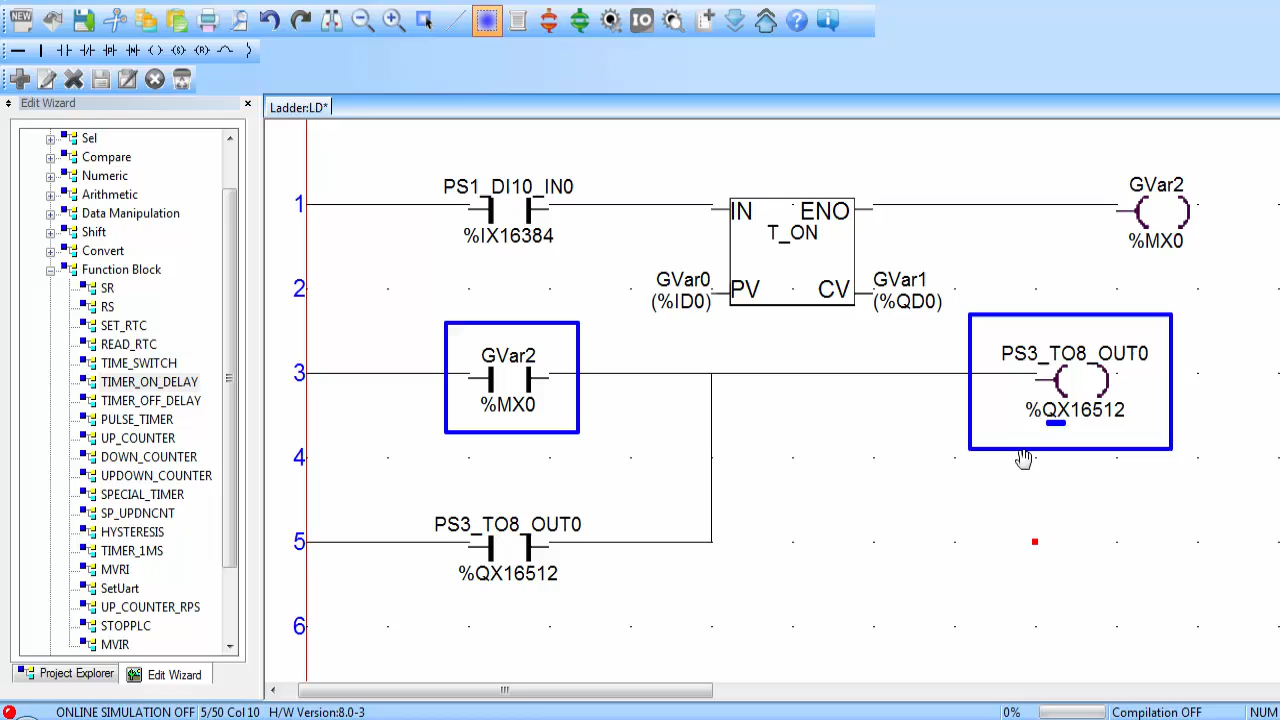 NEW
IO
(S)
(R)
Edit Wizard
Ladder:LD*
Sel
Compare
Numeric
Arithmetic
Data Manipulation
Shift
Convert
Function Block
SR
RS
SET_RTC
READ_RTC
TIME_SWITCH
TIMER_ON_DELAY
TIMER_OFF_DELAY
PULSE_TIMER
UP_COUNTER
DOWN_COUNTER
UPDOWN_COUNTER
SPECIAL_TIMER
SP_UPDNCNT
HYSTERESIS
TIMER_1MS
MVRI
SetUart
UP_COUNTER_RPS
STOPPLC
MVIR
Project Explorer
Edit Wizard
1
PS1_DI10_IN0
%IX16384
IN ENO
T_ON
GVar2
%MX0
2
GVar0
(%ID0)
PV CV
GVar1
(%QD0)
3
GVar2
%MX0
PS3_TO8_OUT0
%QX16512
4
5
PS3_TO8_OUT0
%QX16512
6
ONLINE SIMULATION OFF 5/50 Col 10 H/W Version:8.0-3 0% Compilation OFF NUM